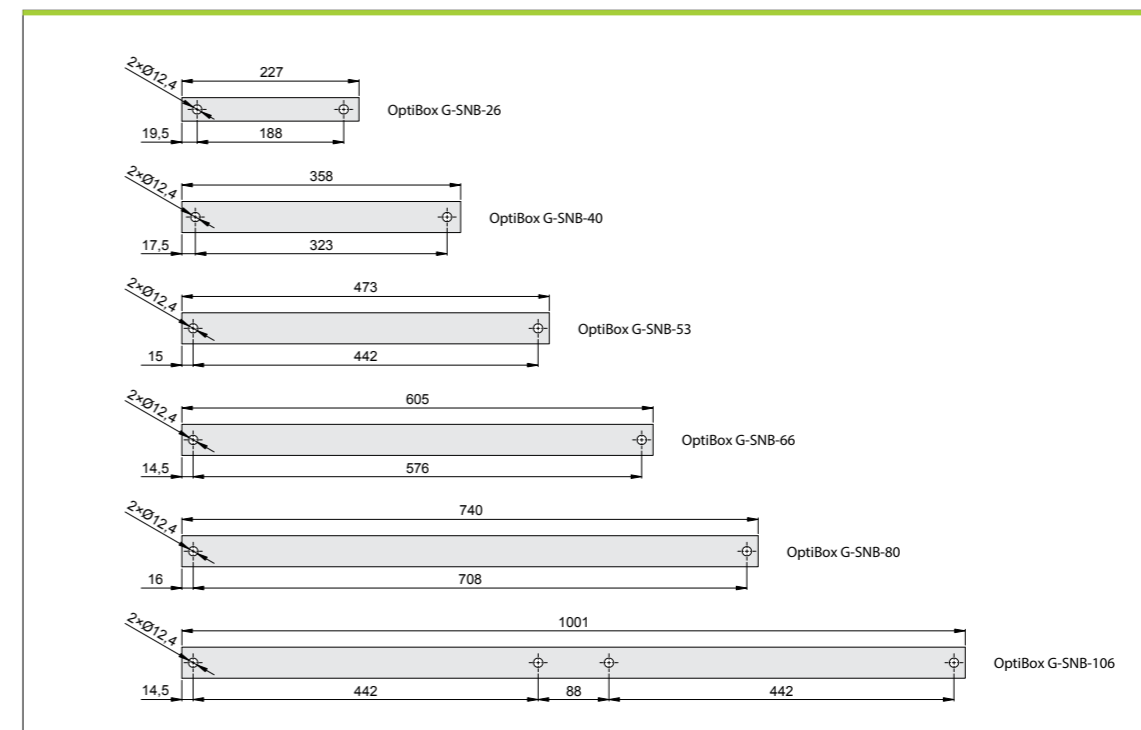 2×Ø12,4
227
OptiBox G-SNB-26
19,5
188
2×Ø12,4
358
OptiBox G-SNB-40
17,5
323
2×Ø12,4
473
OptiBox G-SNB-53
15
442
2×Ø12,4
605
OptiBox G-SNB-66
14,5
576
2×Ø12,4
740
OptiBox G-SNB-80
16
708
2×Ø12,4
1001
OptiBox G-SNB-106
14,5
442
88
442